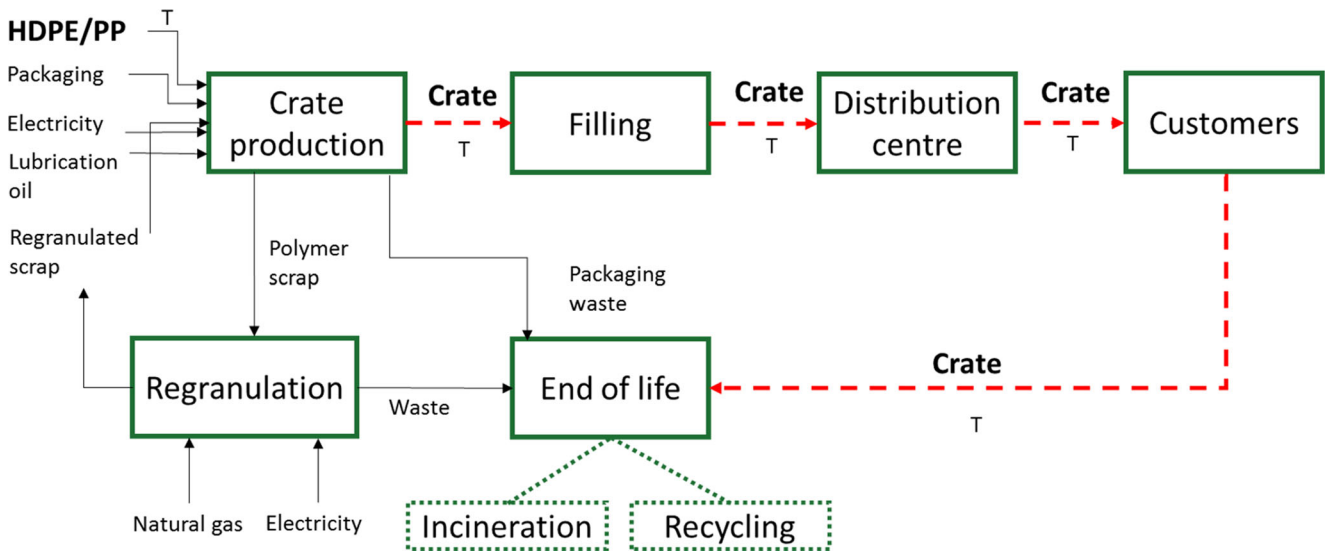 T
HDPE/PP
Packaging
Electricity
Lubrication
oil
Regranulated
scrap
Crate
production
Crate
T
Filling
Crate
T
Distribution
centre
Crate
T
Customers
Polymer
scrap
Packaging
waste
Regranulation
Waste
End of life
Crate
T
Natural gas
Electricity
Incineration
Recycling